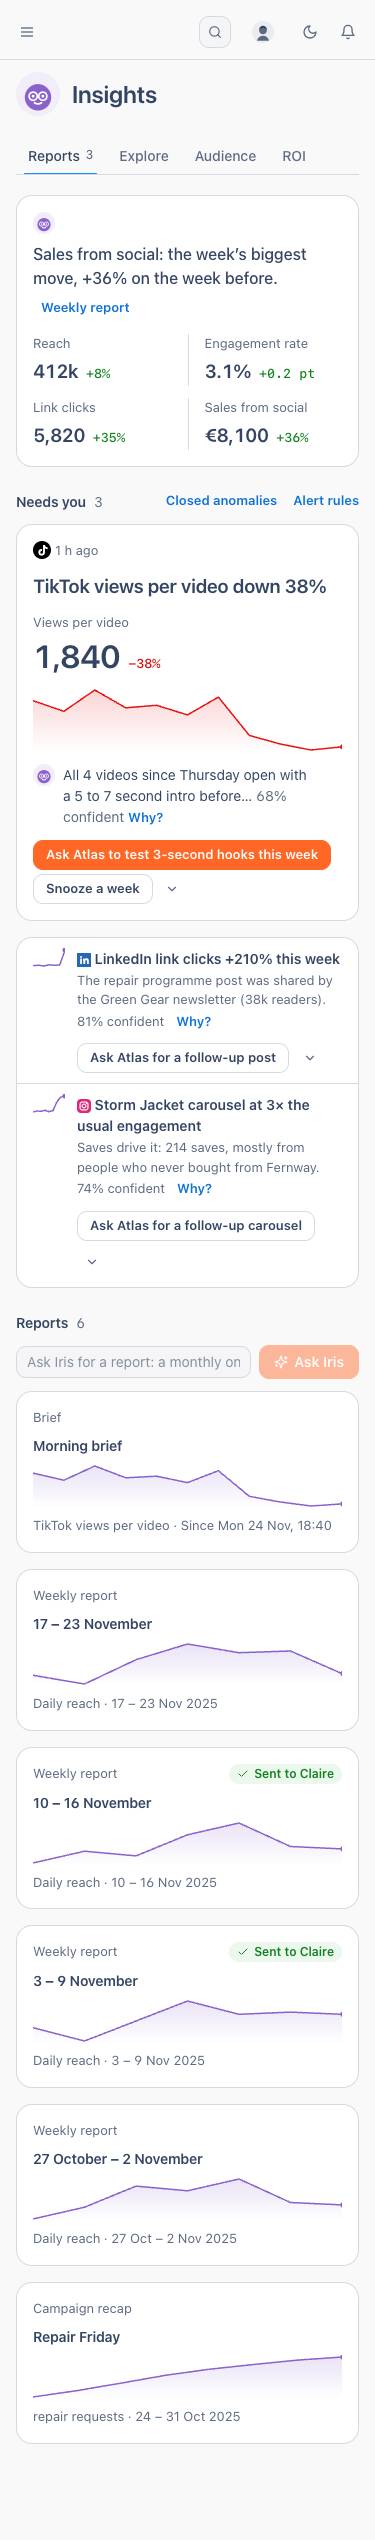 Insights
Reports 3 Explore Audience ROI
Sales from social: the week's biggest
move, +36% on the week before.
Weekly report
Reach
412k +8%
Engagement rate
3.1% +0.2 pt
Link clicks
5,820 +35%
Sales from social
€8,100 +36%
Needs you 3 Closed anomalies Alert rules
1 h ago
TikTok views per video down 38%
Views per video
1,840 −38%
All 4 videos since Thursday open with
a 5 to 7 second intro before... 68%
confident Why?
Ask Atlas to test 3-second hooks this week
Snooze a week
LinkedIn link clicks +210% this week
The repair programme post was shared by
the Green Gear newsletter (38k readers).
81% confident Why?
Ask Atlas for a follow-up post
Storm Jacket carousel at 3× the
usual engagement
Saves drive it: 214 saves, mostly from
people who never bought from Fernway.
74% confident Why?
Ask Atlas for a follow-up carousel
Reports 6
Ask Iris for a report: a monthly on
Ask Iris
Brief
Morning brief
TikTok views per video · Since Mon 24 Nov, 18:40
Weekly report
17 – 23 November
Daily reach · 17 – 23 Nov 2025
Weekly report
Sent to Claire
10 – 16 November
Daily reach · 10 – 16 Nov 2025
Weekly report
Sent to Claire
3 – 9 November
Daily reach · 3 – 9 Nov 2025
Weekly report
27 October – 2 November
Daily reach · 27 Oct – 2 Nov 2025
Campaign recap
Repair Friday
repair requests · 24 – 31 Oct 2025